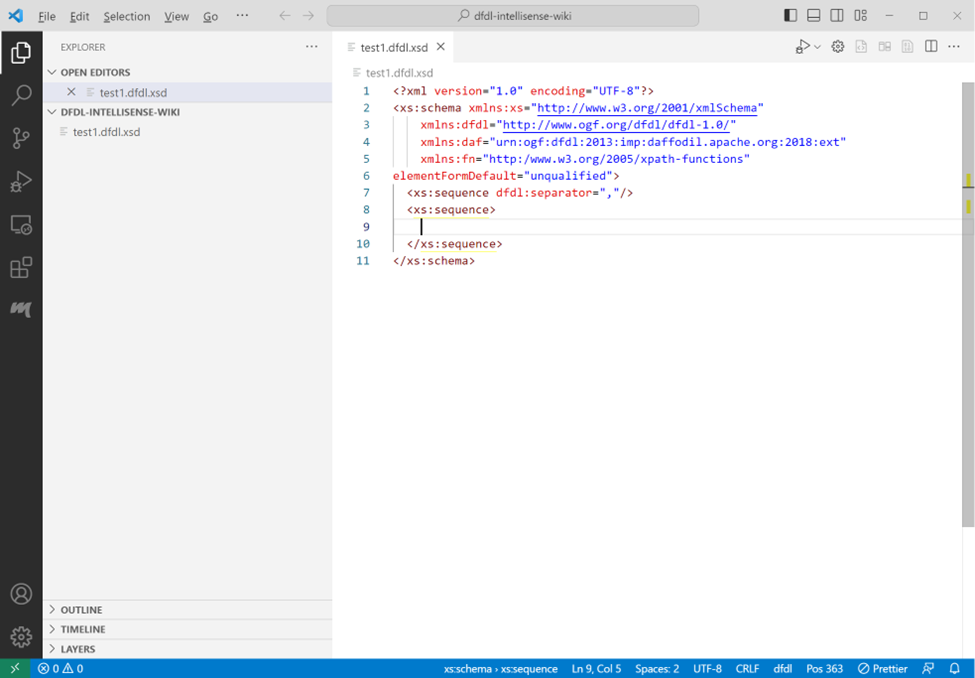 File Edit Selection View Go ··· dfdl-intellisense-wiki
EXPLORER ···
OPEN EDITORS
test1.dfdl.xsd
DFDL-INTELLISENSE-WIKI
test1.dfdl.xsd
OUTLINE
TIMELINE
LAYERS
test1.dfdl.xsd
test1.dfdl.xsd
1 <?xml version="1.0" encoding="UTF-8"?>
2 <xs:schema xmlns:xs="http://www.w3.org/2001/xmlSchema"
3 xmlns:dfdl="http://www.ogf.org/dfdl/dfdl-1.0/"
4 xmlns:daf="urn:ogf:dfdl:2013:imp:daffodil.apache.org:2018:ext"
5 xmlns:fn="http:/www.w3.org/2005/xpath-functions"
6 elementFormDefault="unqualified">
7 <xs:sequence dfdl:separator=","/>
8 <xs:sequence>
9
10 </xs:sequence>
11 </xs:schema>
0 0 xs:schema › xs:sequence Ln 9, Col 5 Spaces: 2 UTF-8 CRLF dfdl Pos 363 Prettier